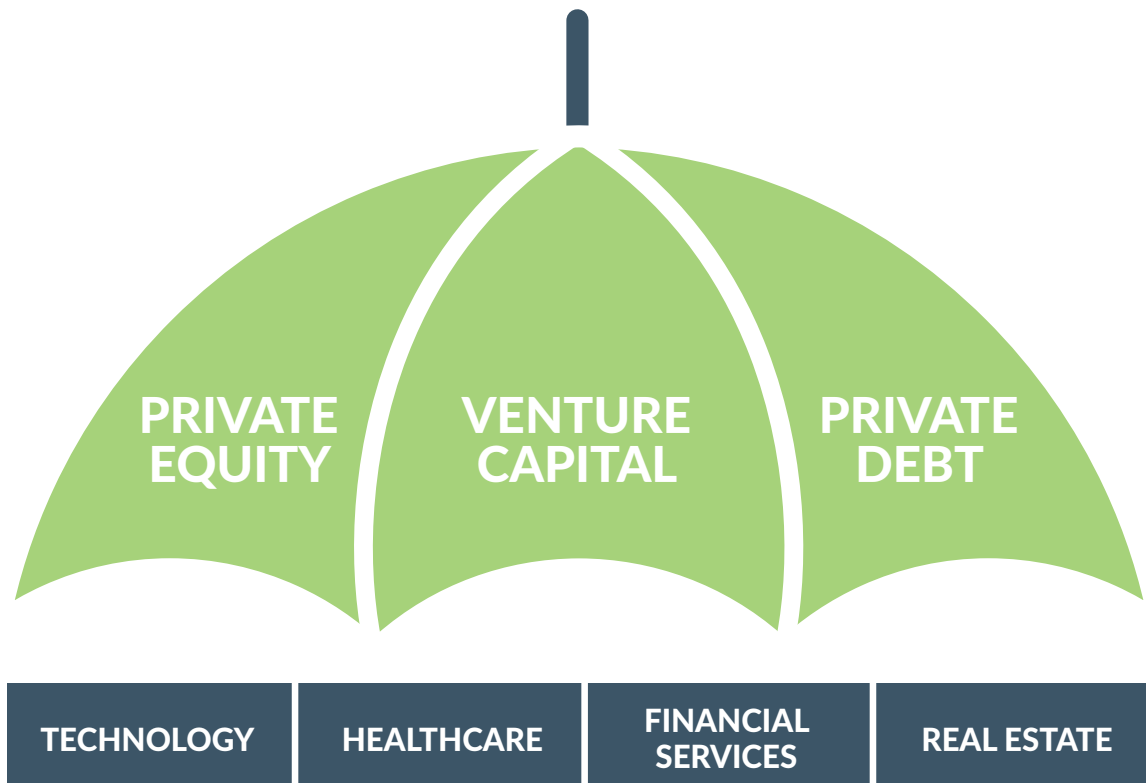 PRIVATE
EQUITY
VENTURE
CAPITAL
PRIVATE
DEBT
TECHNOLOGY
HEALTHCARE
FINANCIAL
SERVICES
REAL ESTATE